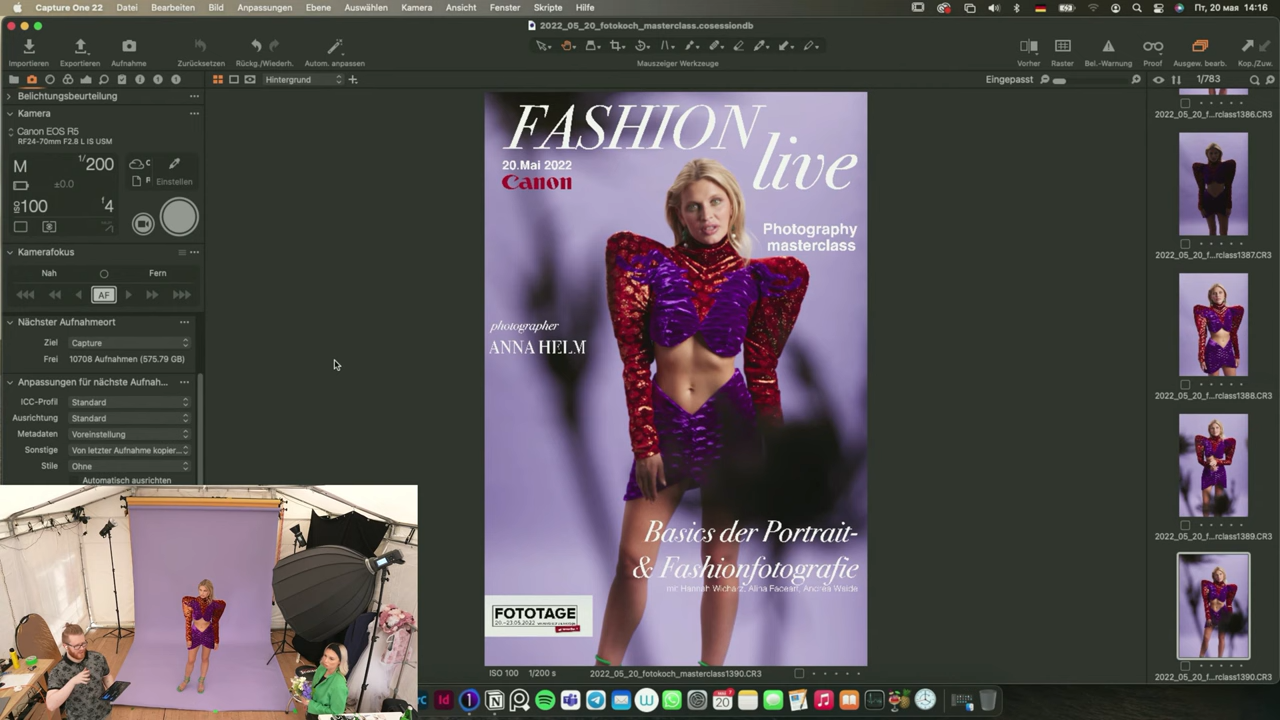 Capture One 22 Datei Bearbeiten Bild Anpassungen Ebene Auswählen Kamera Ansicht Fenster Skripte Hilfe Пт, 20 мая 14:16
2022_05_20_fotokoch_masterclass.cosessiondb
Importieren Exportieren Aufnahme Zurücksetzen Rückg./Wiederh. Autom. anpassen Mauszeiger Werkzeuge Vorher Raster Bel.-Warnung Proof Ausgew. bearb. Kop./Zuw.
Hintergrund Eingepasst 1/783
Belichtungsbeurteilung
Kamera
Canon EOS R5
RF24-70mm F2.8 L IS USM
M 1/200 C
±0.0 Einstellen
ISO100 f4
Kamerafokus
Nah Fern
AF
Nächster Aufnahmeort
Ziel Capture
Frei 10708 Aufnahmen (575.79 GB)
Anpassungen für nächste Aufnah...
ICC-Profil Standard
Ausrichtung Standard
Metadaten Voreinstellung
Sonstige Von letzter Aufnahme kopier...
Stile Ohne
Automatisch ausrichten
FASHION
live
20.Mai 2022
Canon
Photography
masterclass
photographer
ANNA HELM
Basics der Portrait-
& Fashionfotografie
FOTOTAGE
ISO 100 1/200 s 2022_05_20_fotokoch_masterclass1390.CR3
2022_05_20_f...rclass1386.CR3
2022_05_20_f...rclass1387.CR3
2022_05_20_f...rclass1388.CR3
2022_05_20_f...rclass1389.CR3
2022_05_20_f...rclass1390.CR3